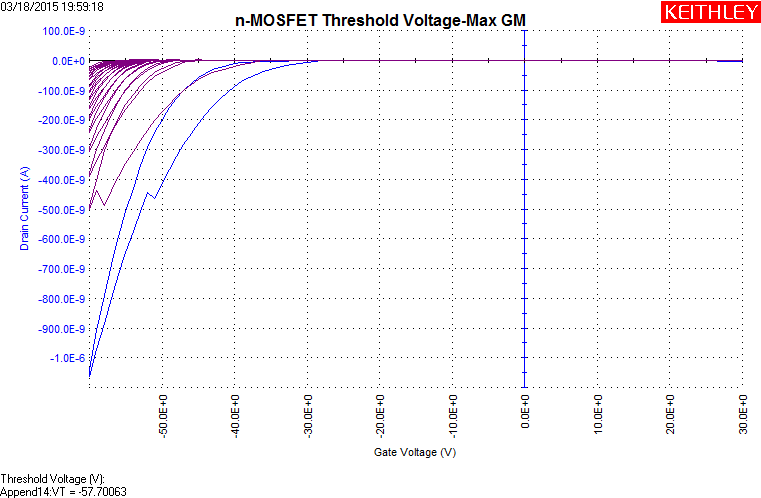 03/18/2015 19:59:18
n-MOSFET Threshold Voltage-Max GM
KEITHLEY
100.0E-9
0.0E+0
-100.0E-9
-200.0E-9
-300.0E-9
-400.0E-9
-500.0E-9
-600.0E-9
-700.0E-9
-800.0E-9
-900.0E-9
-1.0E-6
Drain Current (A)
-50.0E+0
-40.0E+0
-30.0E+0
-20.0E+0
-10.0E+0
0.0E+0
10.0E+0
20.0E+0
30.0E+0
Gate Voltage (V)
Threshold Voltage (V):
Append14:VT = -57.70063